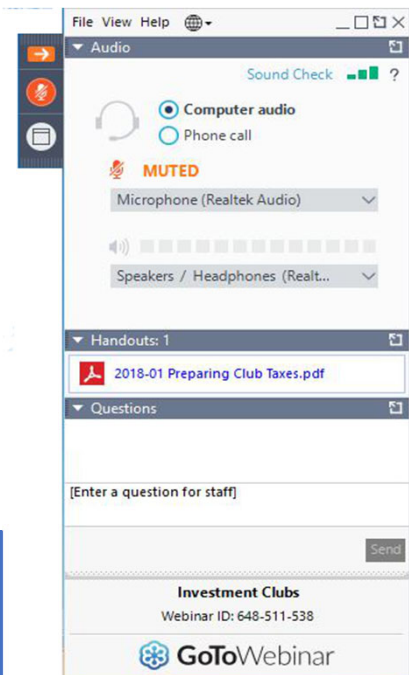 File View Help
Audio
Sound Check ?
Computer audio
Phone call
MUTED
Microphone (Realtek Audio)
Speakers / Headphones (Realt...
Handouts: 1
2018-01 Preparing Club Taxes.pdf
Questions
[Enter a question for staff]
Send
Investment Clubs
Webinar ID: 648-511-538
GoToWebinar